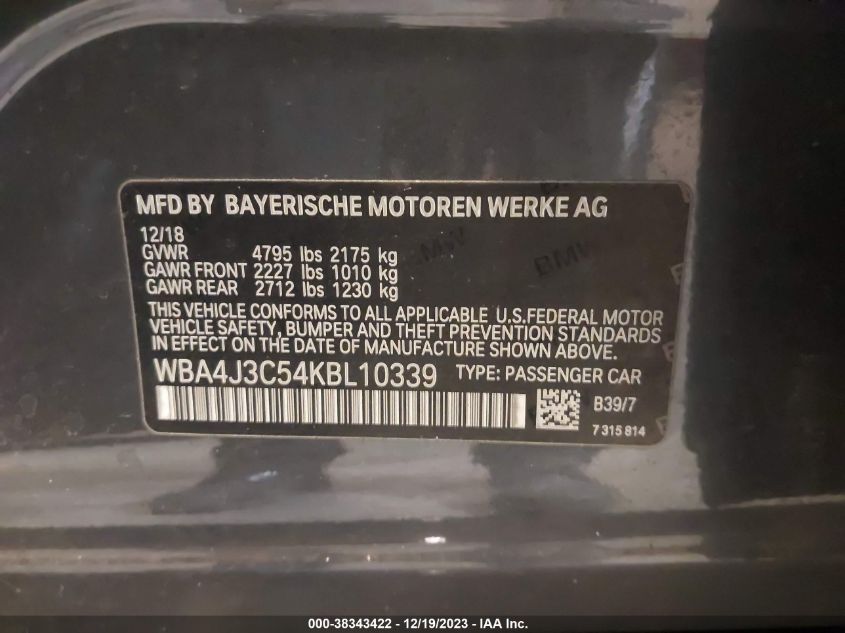 MFD BY BAYERISCHE MOTOREN WERKE AG
12/18
GVWR 4795 lbs 2175 kg
GAWR FRONT 2227 lbs 1010 kg
GAWR REAR 2712 lbs 1230 kg
THIS VEHICLE CONFORMS TO ALL APPLICABLE U.S.FEDERAL MOTOR
VEHICLE SAFETY, BUMPER AND THEFT PREVENTION STANDARDS
IN EFFECT ON THE DATE OF MANUFACTURE SHOWN ABOVE.
WBA4J3C54KBL10339 TYPE: PASSENGER CAR
B39/7
7 315 814
BMW BMW
000-38343422 - 12/19/2023 - IAA Inc.